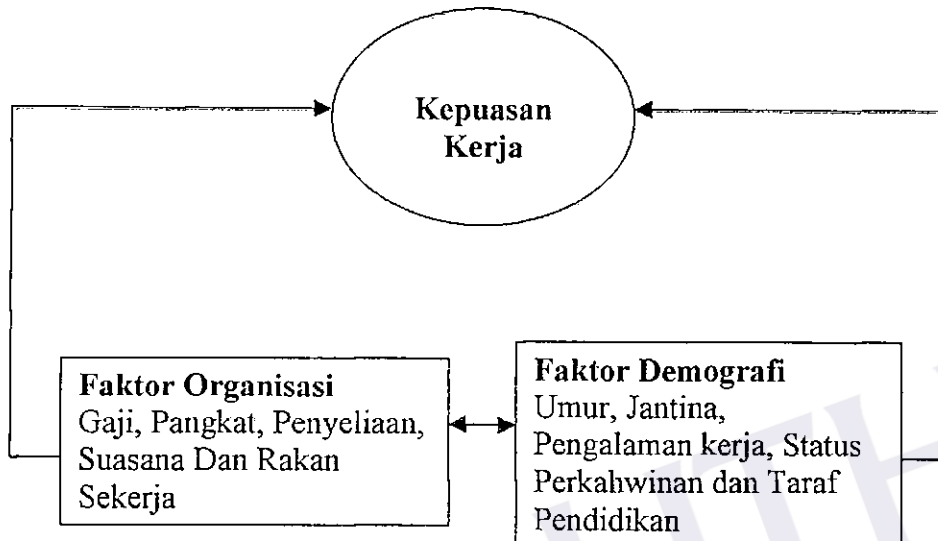 Kepuasan
Kerja
Faktor Organisasi
Gaji, Pangkat, Penyeliaan,
Suasana Dan Rakan
Sekerja
Faktor Demografi
Umur, Jantina,
Pengalaman kerja, Status
Perkahwinan dan Taraf
Pendidikan